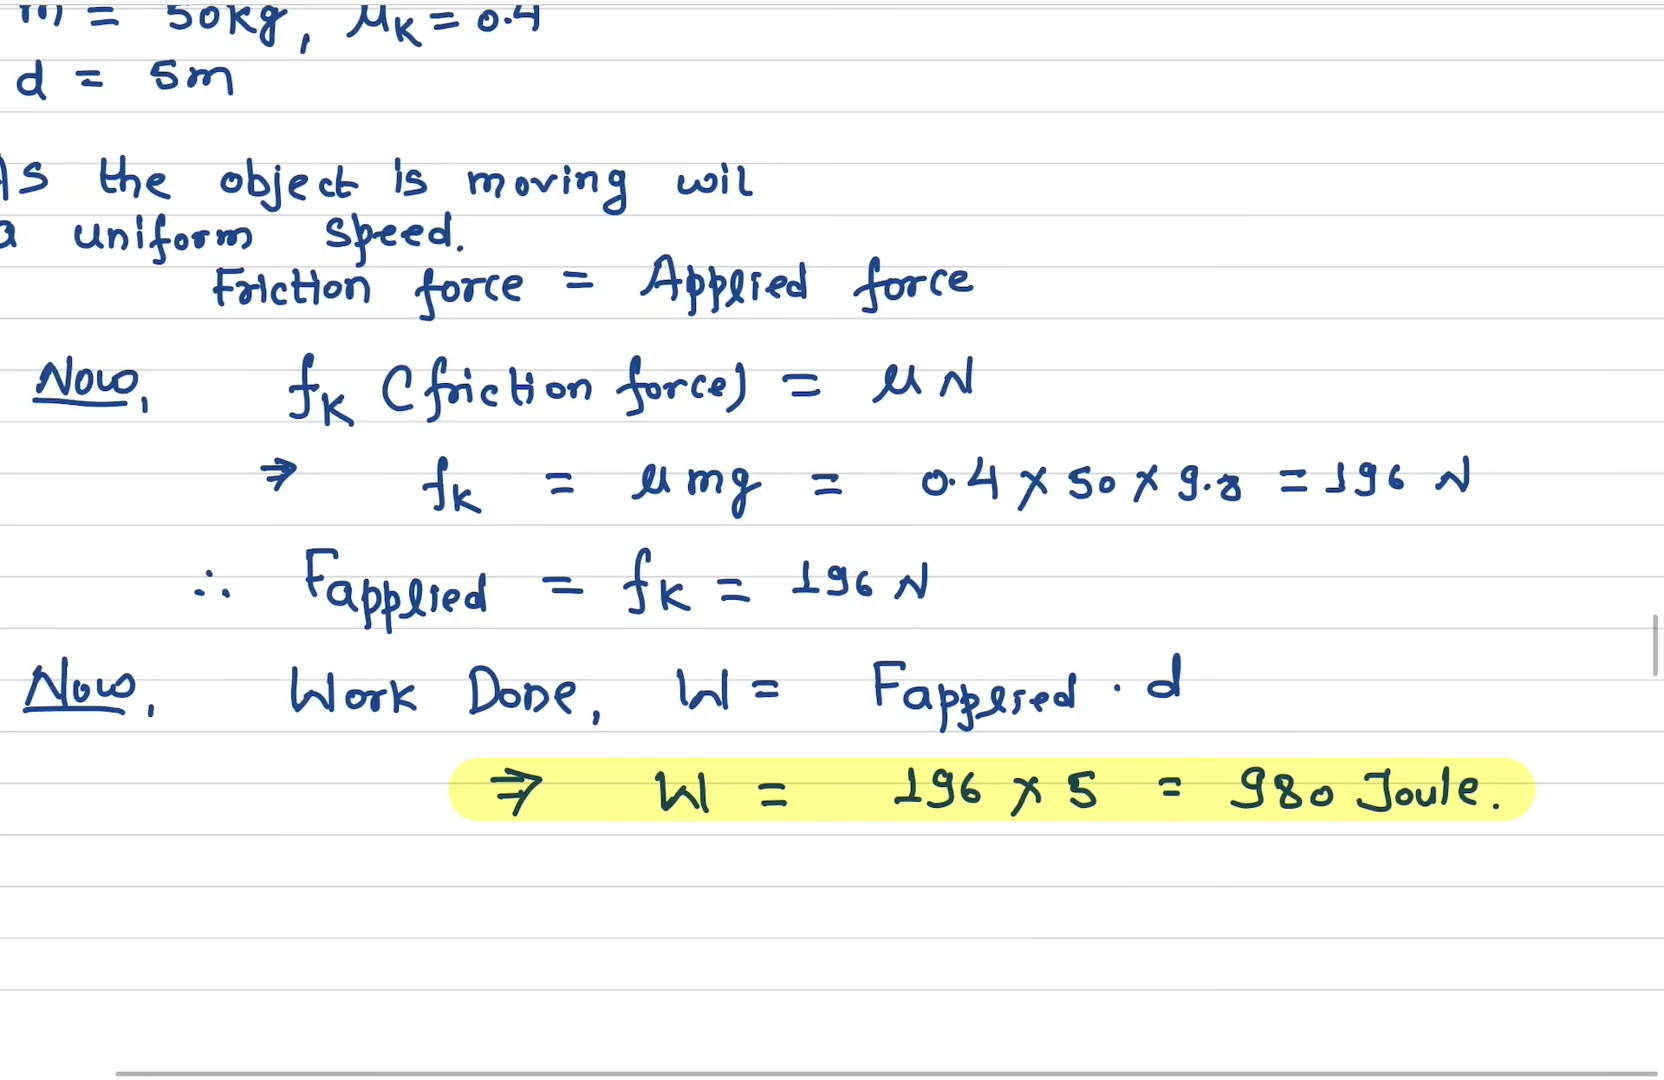 m = 50kg, μK = 0.4
d = 5m
As the object is moving wil
a uniform speed.
Friction force = Applied force
Now, fK (friction force) = μN
⇒ fK = μmg = 0.4 × 50 × 9.8 = 196 N
∴ Fapplied = fK = 196 N
Now, Work Done, W = Fapplied . d
⇒ W = 196 × 5 = 980 Joule.